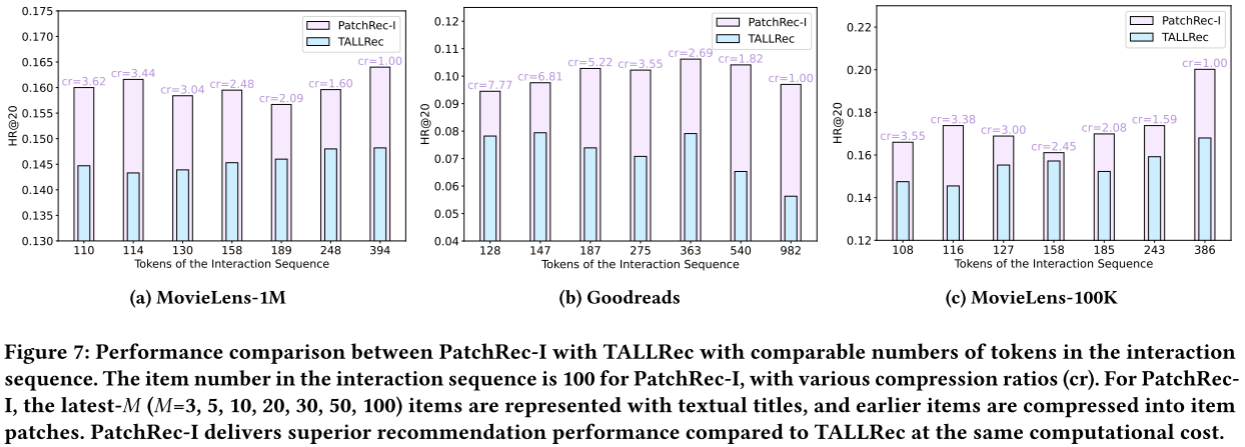 0.175
0.170
0.165
0.160
0.155
0.150
0.145
0.140
0.135
0.130
HR@20
PatchRec-I
TALLRec
cr=3.62
cr=3.44
cr=3.04
cr=2.48
cr=2.09
cr=1.60
cr=1.00
110 114 130 158 189 248 394
Tokens of the Interaction Sequence
(a) MovieLens-1M
0.12
0.11
0.10
0.09
0.08
0.07
0.06
0.05
0.04
HR@20
PatchRec-I
TALLRec
cr=7.77
cr=6.81
cr=5.22
cr=3.55
cr=2.69
cr=1.82
cr=1.00
128 147 187 275 363 540 982
Tokens of the Interaction Sequence
(b) Goodreads
0.22
0.20
0.18
0.16
0.14
0.12
HR@20
PatchRec-I
TALLRec
cr=3.55
cr=3.38
cr=3.00
cr=2.45
cr=2.08
cr=1.59
cr=1.00
108 116 127 158 185 243 386
Tokens of the Interaction Sequence
(c) MovieLens-100K
Figure 7: Performance comparison between PatchRec-I with TALLRec with comparable numbers of tokens in the interaction
sequence. The item number in the interaction sequence is 100 for PatchRec-I, with various compression ratios (cr). For PatchRec-
I, the latest-M (M=3, 5, 10, 20, 30, 50, 100) items are represented with textual titles, and earlier items are compressed into item
patches. PatchRec-I delivers superior recommendation performance compared to TALLRec at the same computational cost.